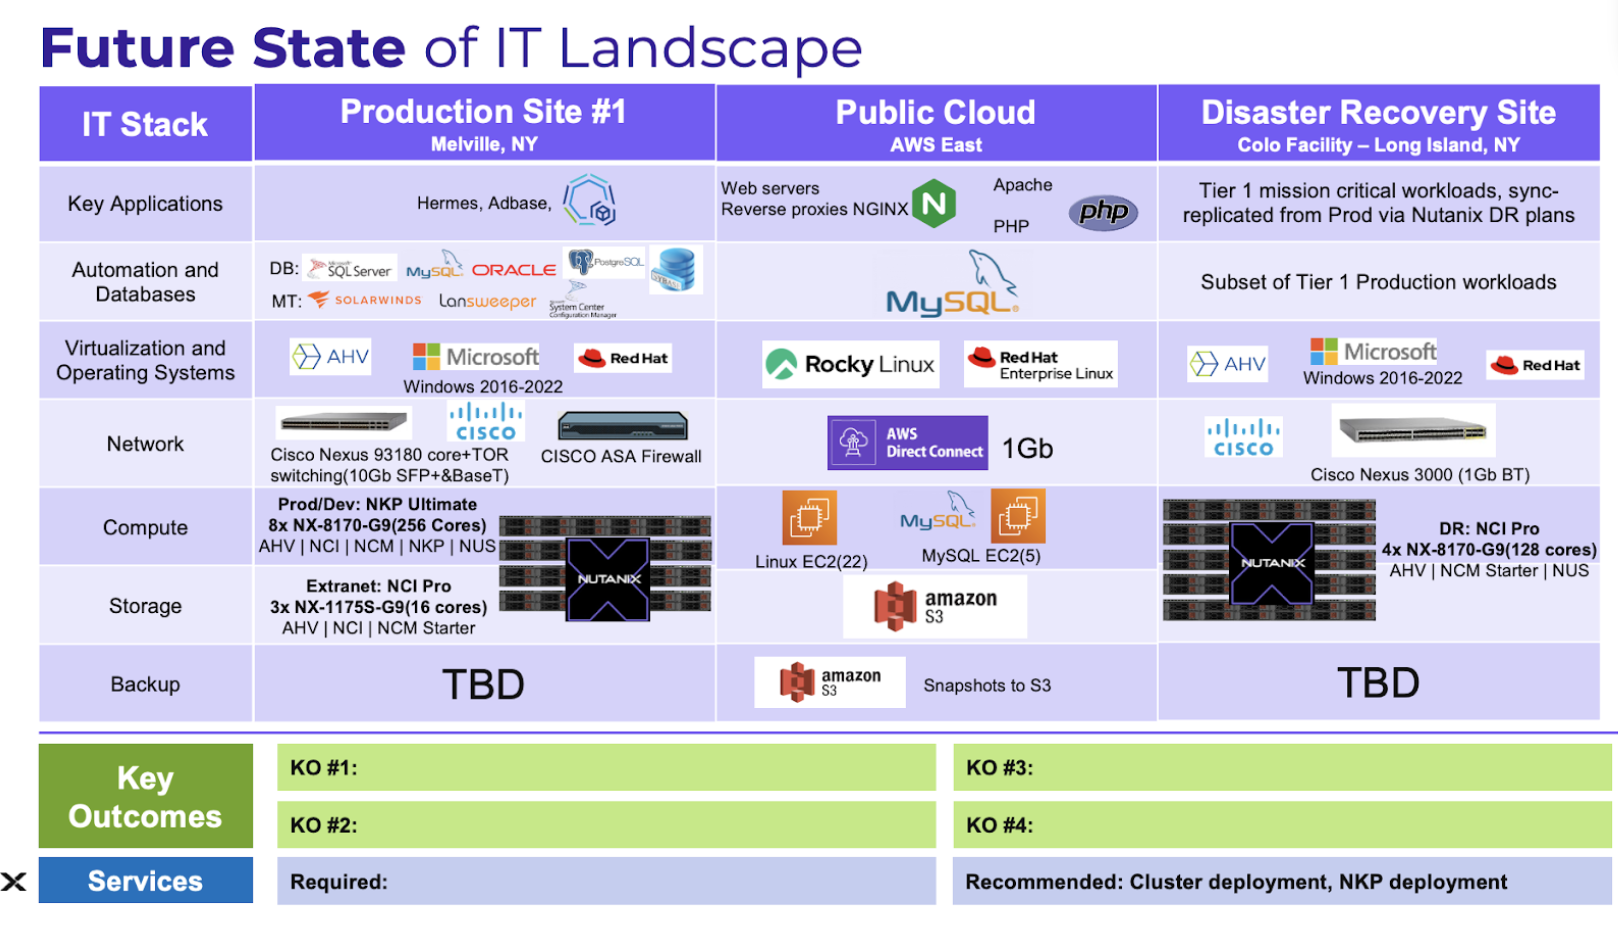 Future State of IT Landscape
IT Stack
Production Site #1
Melville, NY
Public Cloud
AWS East
Disaster Recovery Site
Colo Facility – Long Island, NY
Key Applications
Hermes, Adbase,
Web servers
Reverse proxies NGINX
N
Apache
PHP
php
Tier 1 mission critical workloads, sync-
replicated from Prod via Nutanix DR plans
Automation and
Databases
DB:
Microsoft
SQL Server
MySQL
ORACLE
PostgreSQL
MT:
SOLARWINDS
Lansweeper
Microsoft
System Center
Configuration Manager
MySQL®
Subset of Tier 1 Production workloads
Virtualization and
Operating Systems
AHV
Microsoft
Windows 2016-2022
Red Hat
Rocky Linux
Red Hat
Enterprise Linux
AHV
Microsoft
Windows 2016-2022
Red Hat
Network
CISCO
Cisco Nexus 93180 core+TOR
switching(10Gb SFP+&BaseT)
CISCO ASA Firewall
AWS
Direct Connect
1Gb
CISCO
Cisco Nexus 3000 (1Gb BT)
Compute
Prod/Dev: NKP Ultimate
8x NX-8170-G9(256 Cores)
AHV | NCI | NCM | NKP | NUS
NUTANIX
Linux EC2(22)
MySQL
MySQL EC2(5)
NUTANIX
DR: NCI Pro
4x NX-8170-G9(128 cores)
AHV | NCM Starter | NUS
Storage
Extranet: NCI Pro
3x NX-1175S-G9(16 cores)
AHV | NCI | NCM Starter
amazon
S3
Backup
TBD
amazon
S3
Snapshots to S3
TBD
Key
Outcomes
KO #1:
KO #3:
KO #2:
KO #4:
Services
Required:
Recommended: Cluster deployment, NKP deployment